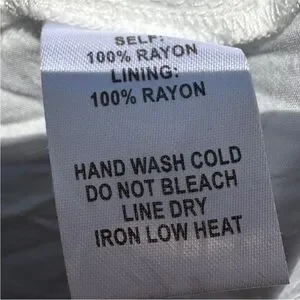 SELF:
100% RAYON
LINING:
100% RAYON
HAND WASH COLD
DO NOT BLEACH
LINE DRY
IRON LOW HEAT